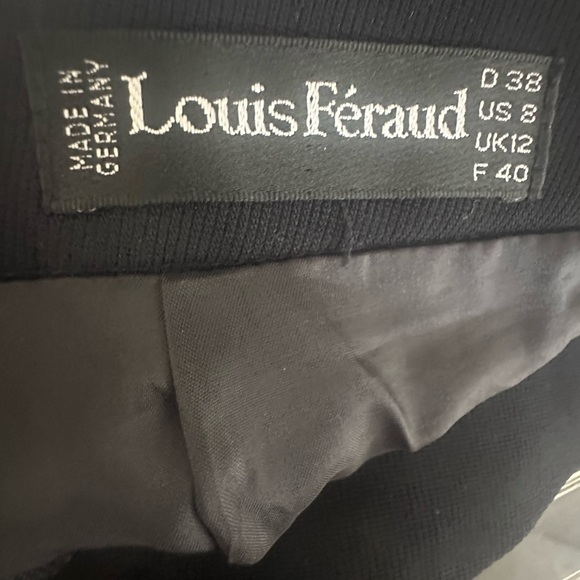 MADE IN
GERMANY
Louis Féraud
D 38
US 8
UK12
F 40